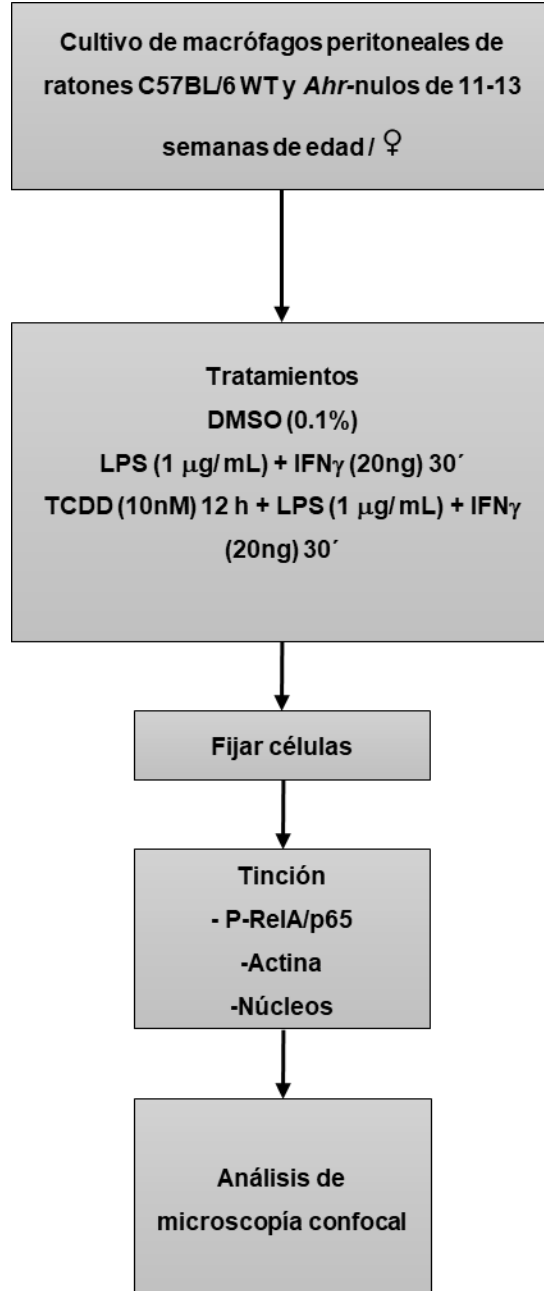 Cultivo de macrófagos peritoneales de
ratones C57BL/6 WT y Ahr-nulos de 11-13
semanas de edad / ♀
Tratamientos
DMSO (0.1%)
LPS (1 μg/ mL) + IFNγ (20ng) 30´
TCDD (10nM) 12 h + LPS (1 μg/ mL) + IFNγ
(20ng) 30´
Fijar células
Tinción
- P-RelA/p65
-Actina
-Núcleos
Análisis de
microscopía confocal